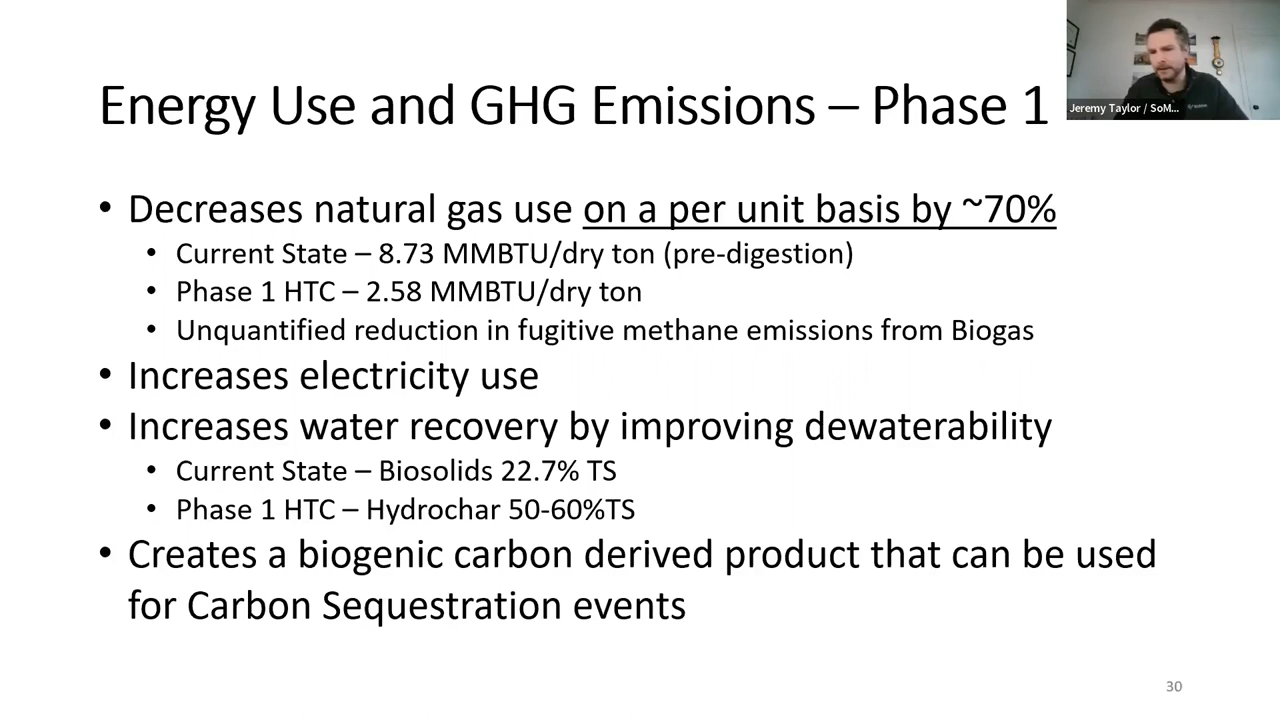 Energy Use and GHG Emissions – Phase 1
Jeremy Taylor / SoM...
• Decreases natural gas use on a per unit basis by ~70%
• Current State – 8.73 MMBTU/dry ton (pre-digestion)
• Phase 1 HTC – 2.58 MMBTU/dry ton
• Unquantified reduction in fugitive methane emissions from Biogas
• Increases electricity use
• Increases water recovery by improving dewaterability
• Current State – Biosolids 22.7% TS
• Phase 1 HTC – Hydrochar 50-60%TS
• Creates a biogenic carbon derived product that can be used
for Carbon Sequestration events
30